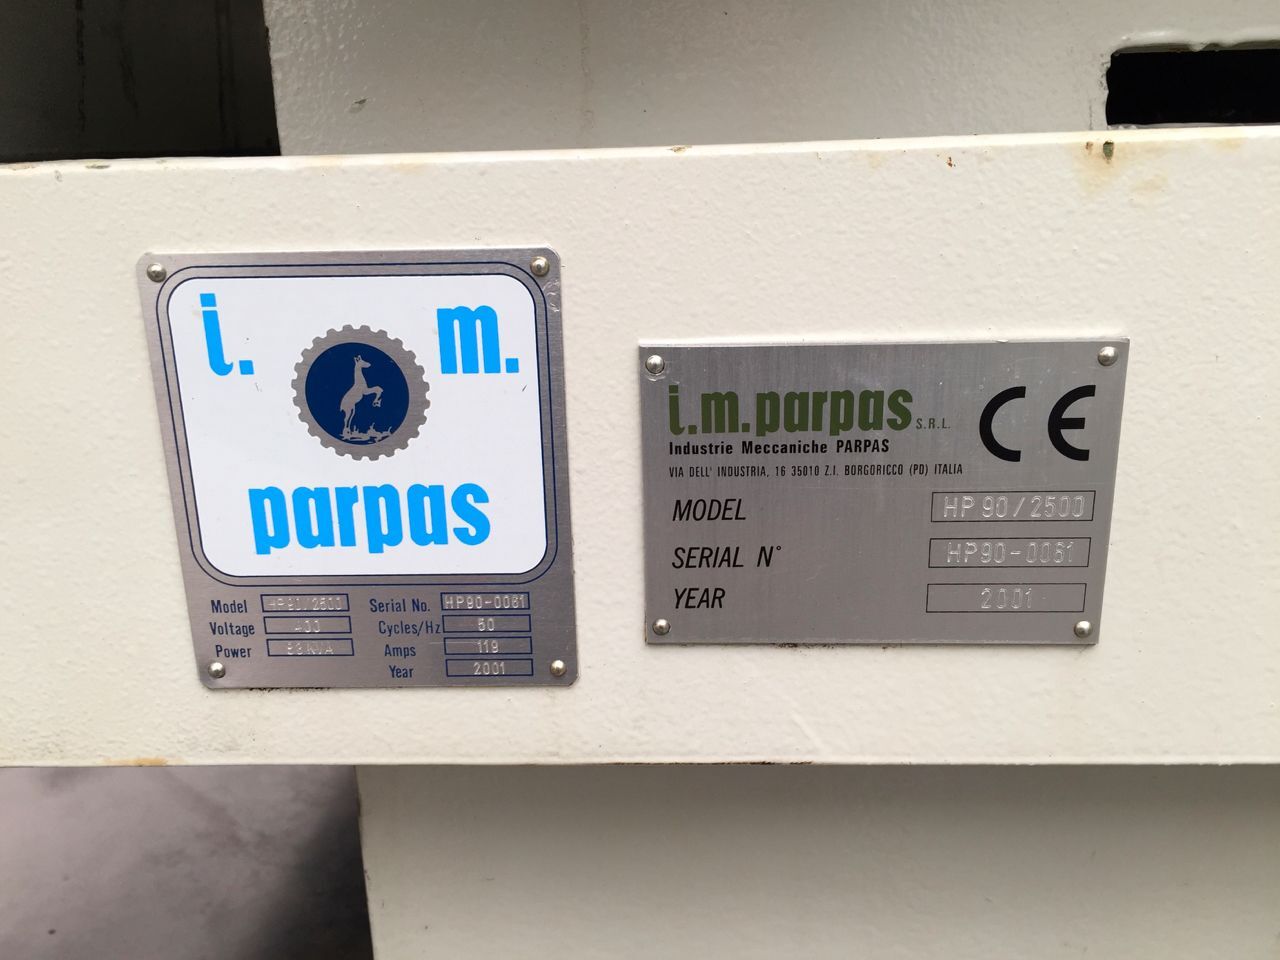 i. m.
parpas
Model HP90/2500 Serial No. HP90-0061
Voltage 400 Cycles/Hz 50
Power 83 KVA Amps 119
Year 2001
i.m.parpas S.R.L. CE
Industrie Meccaniche PARPAS
VIA DELL' INDUSTRIA, 16 35010 Z.I. BORGORICCO (PD) ITALIA
MODEL HP 90/2500
SERIAL N° HP90-0061
YEAR 2001